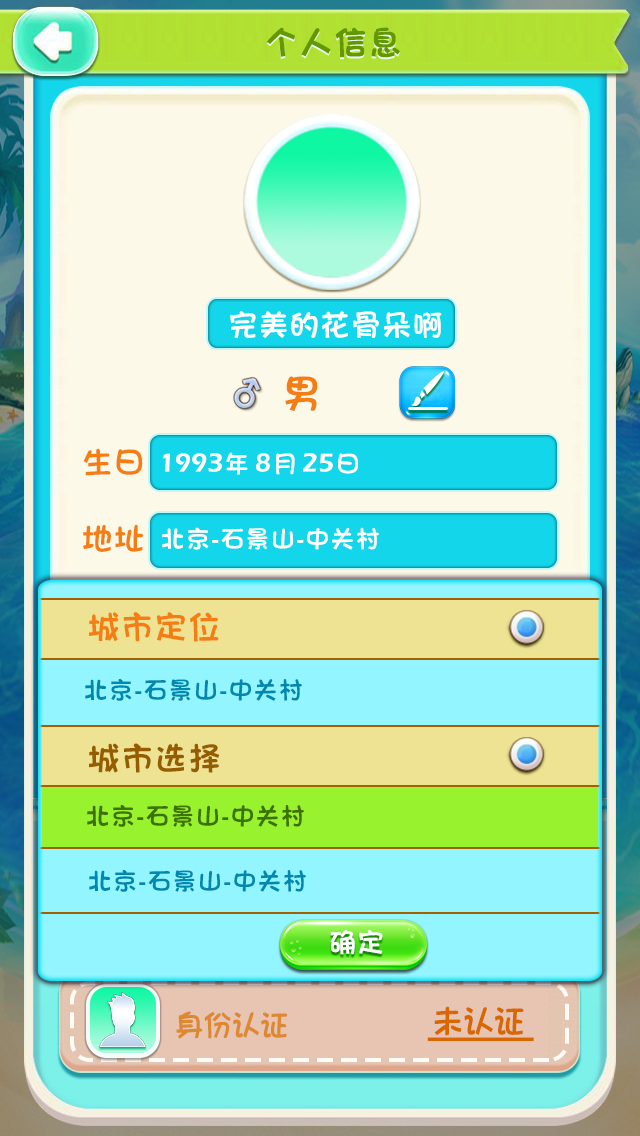 个人信息
完美的花骨朵啊
男
生日 1993年8月25日
地址 北京-石景山-中关村
城市定位
北京-石景山-中关村
城市选择
北京-石景山-中关村
北京-石景山-中关村
确定
身份认证 未认证